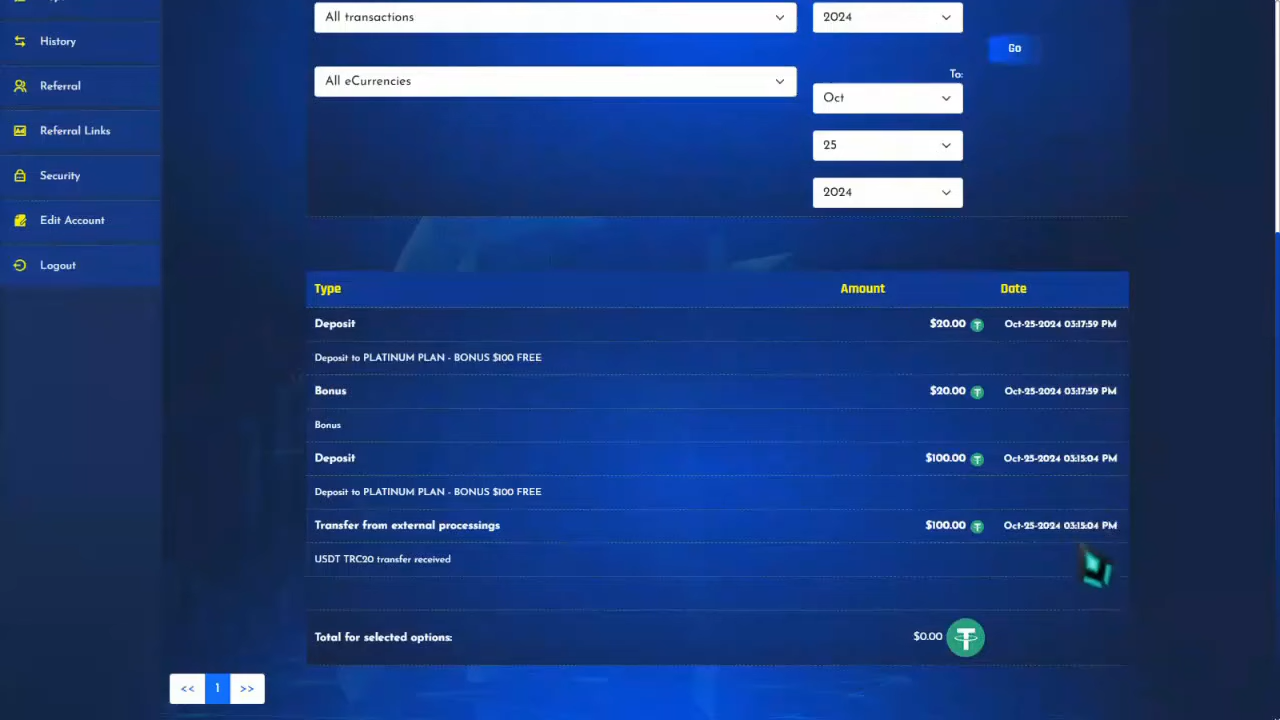 All transactions
2024
History
Go
To:
All eCurrencies
Referral
Oct
Referral Links
25
Security
2024
Edit Account
Logout
Type Amount Date
Deposit $20.00 Oct-25-2024 03:17:59 PM
Deposit to PLATINUM PLAN - BONUS $100 FREE
Bonus $20.00 Oct-25-2024 03:17:59 PM
Bonus
Deposit $100.00 Oct-25-2024 03:15:04 PM
Deposit to PLATINUM PLAN - BONUS $100 FREE
Transfer from external processings $100.00 Oct-25-2024 03:15:04 PM
USDT TRC20 transfer received
Total for selected options: $0.00
<< 1 >>